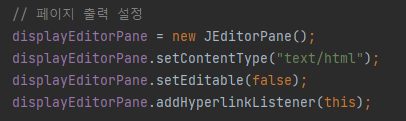 // 페이지 출력 설정
displayEditorPane = new JEditorPane();
displayEditorPane.setContentType("text/html");
displayEditorPane.setEditable(false);
displayEditorPane.addHyperlinkListener(this);